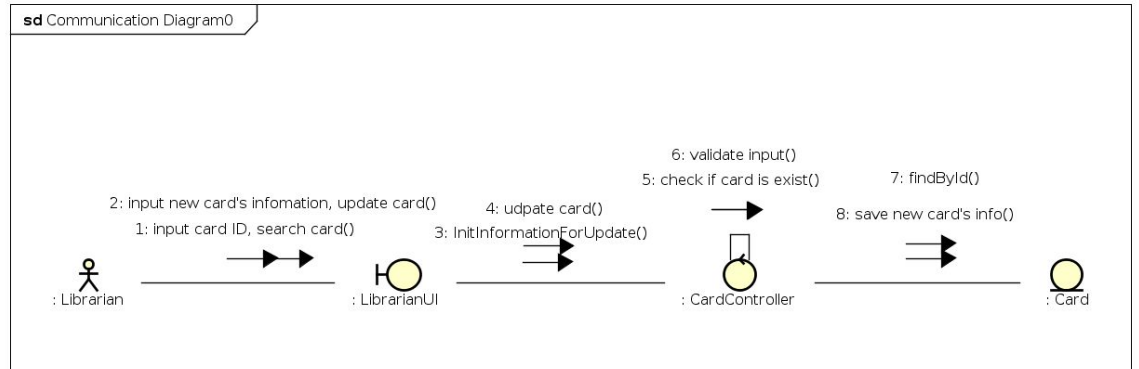 sd Communication Diagram0
6: validate input()
5: check if card is exist()
7: findById()
2: input new card's infomation, update card()
4: udpate card()
8: save new card's info()
1: input card ID, search card()
3: InitInformationForUpdate()
: Librarian
: LibrarianUI
: CardController
: Card